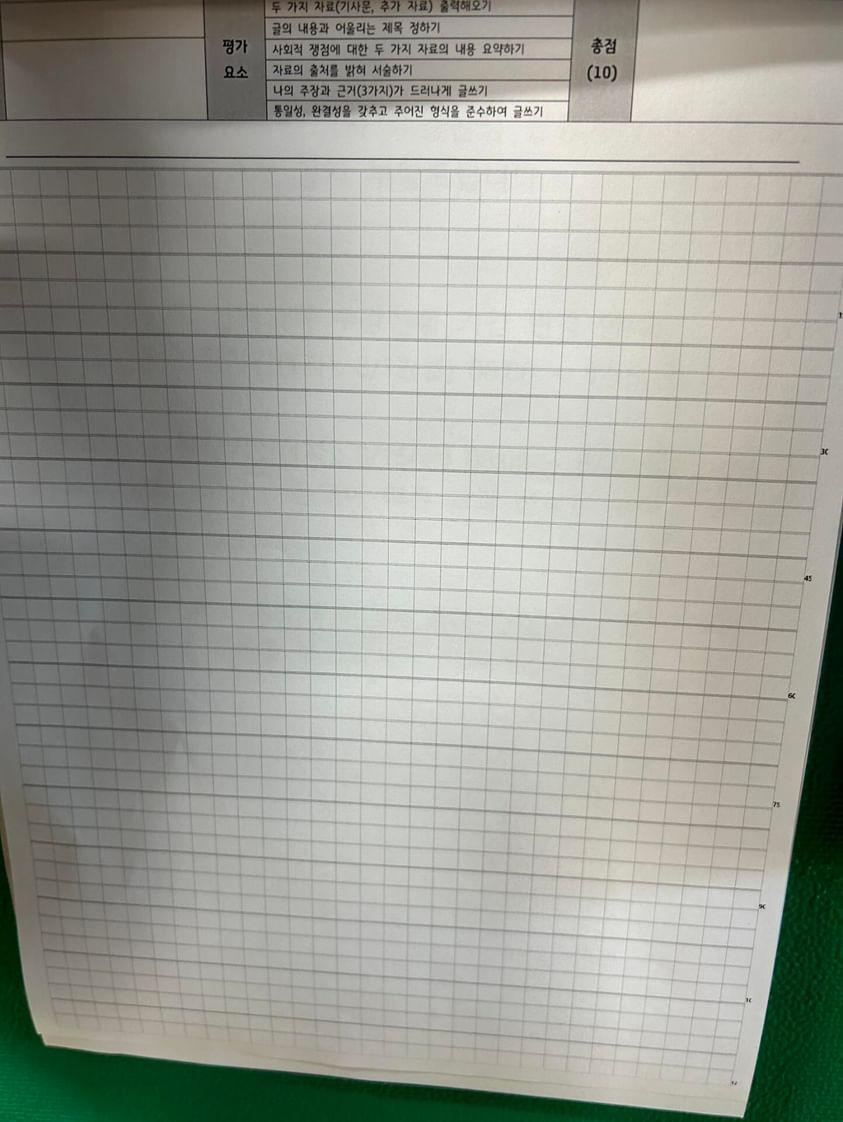 두 가지 자료(기사문, 추가 자료) 출력해오기
글의 내용과 어울리는 제목 정하기
평가
요소
사회적 쟁점에 대한 두 가지 자료의 내용 요약하기
자료의 출처를 밝혀 서술하기
나의 주장과 근거(3가지)가 드러나게 글쓰기
통일성, 완결성을 갖추고 주어진 형식을 준수하여 글쓰기
총점
(10)
30
45
60
75
90